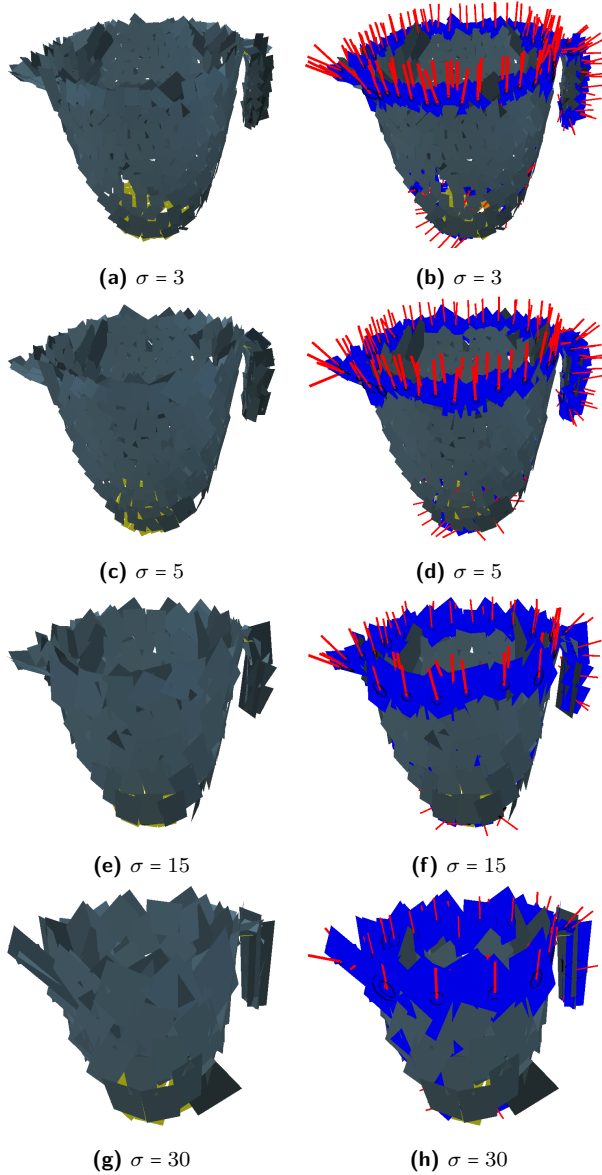 (a) σ = 3
(b) σ = 3
(c) σ = 5
(d) σ = 5
(e) σ = 15
(f) σ = 15
(g) σ = 30
(h) σ = 30